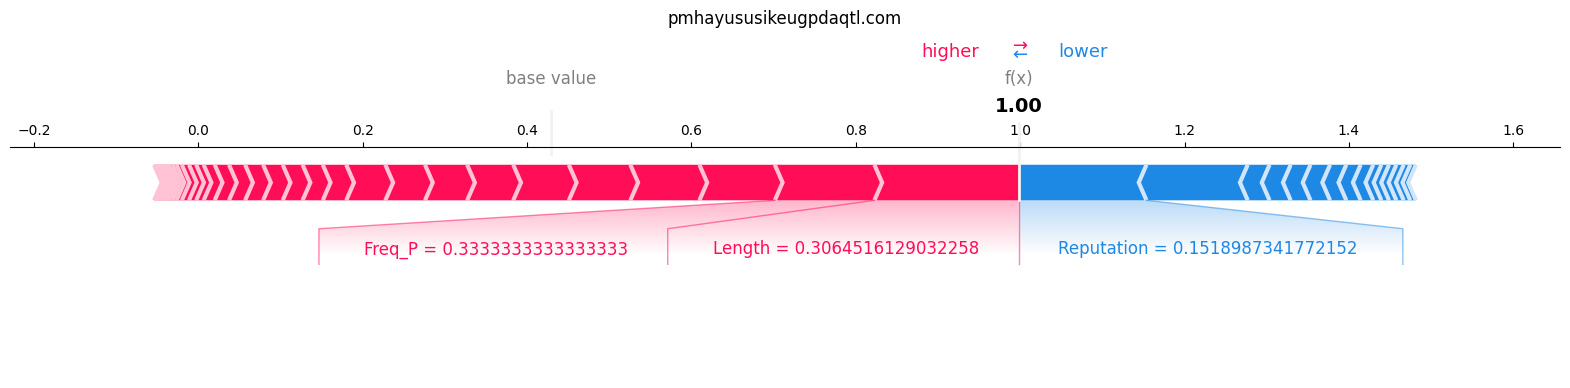 pmhayususikeugpdaqtl.com
higher → ← lower
base value f(x)
1.00
−0.2 0.0 0.2 0.4 0.6 0.8 1.0 1.2 1.4 1.6
Freq_P = 0.3333333333333333 Length = 0.3064516129032258 Reputation = 0.1518987341772152